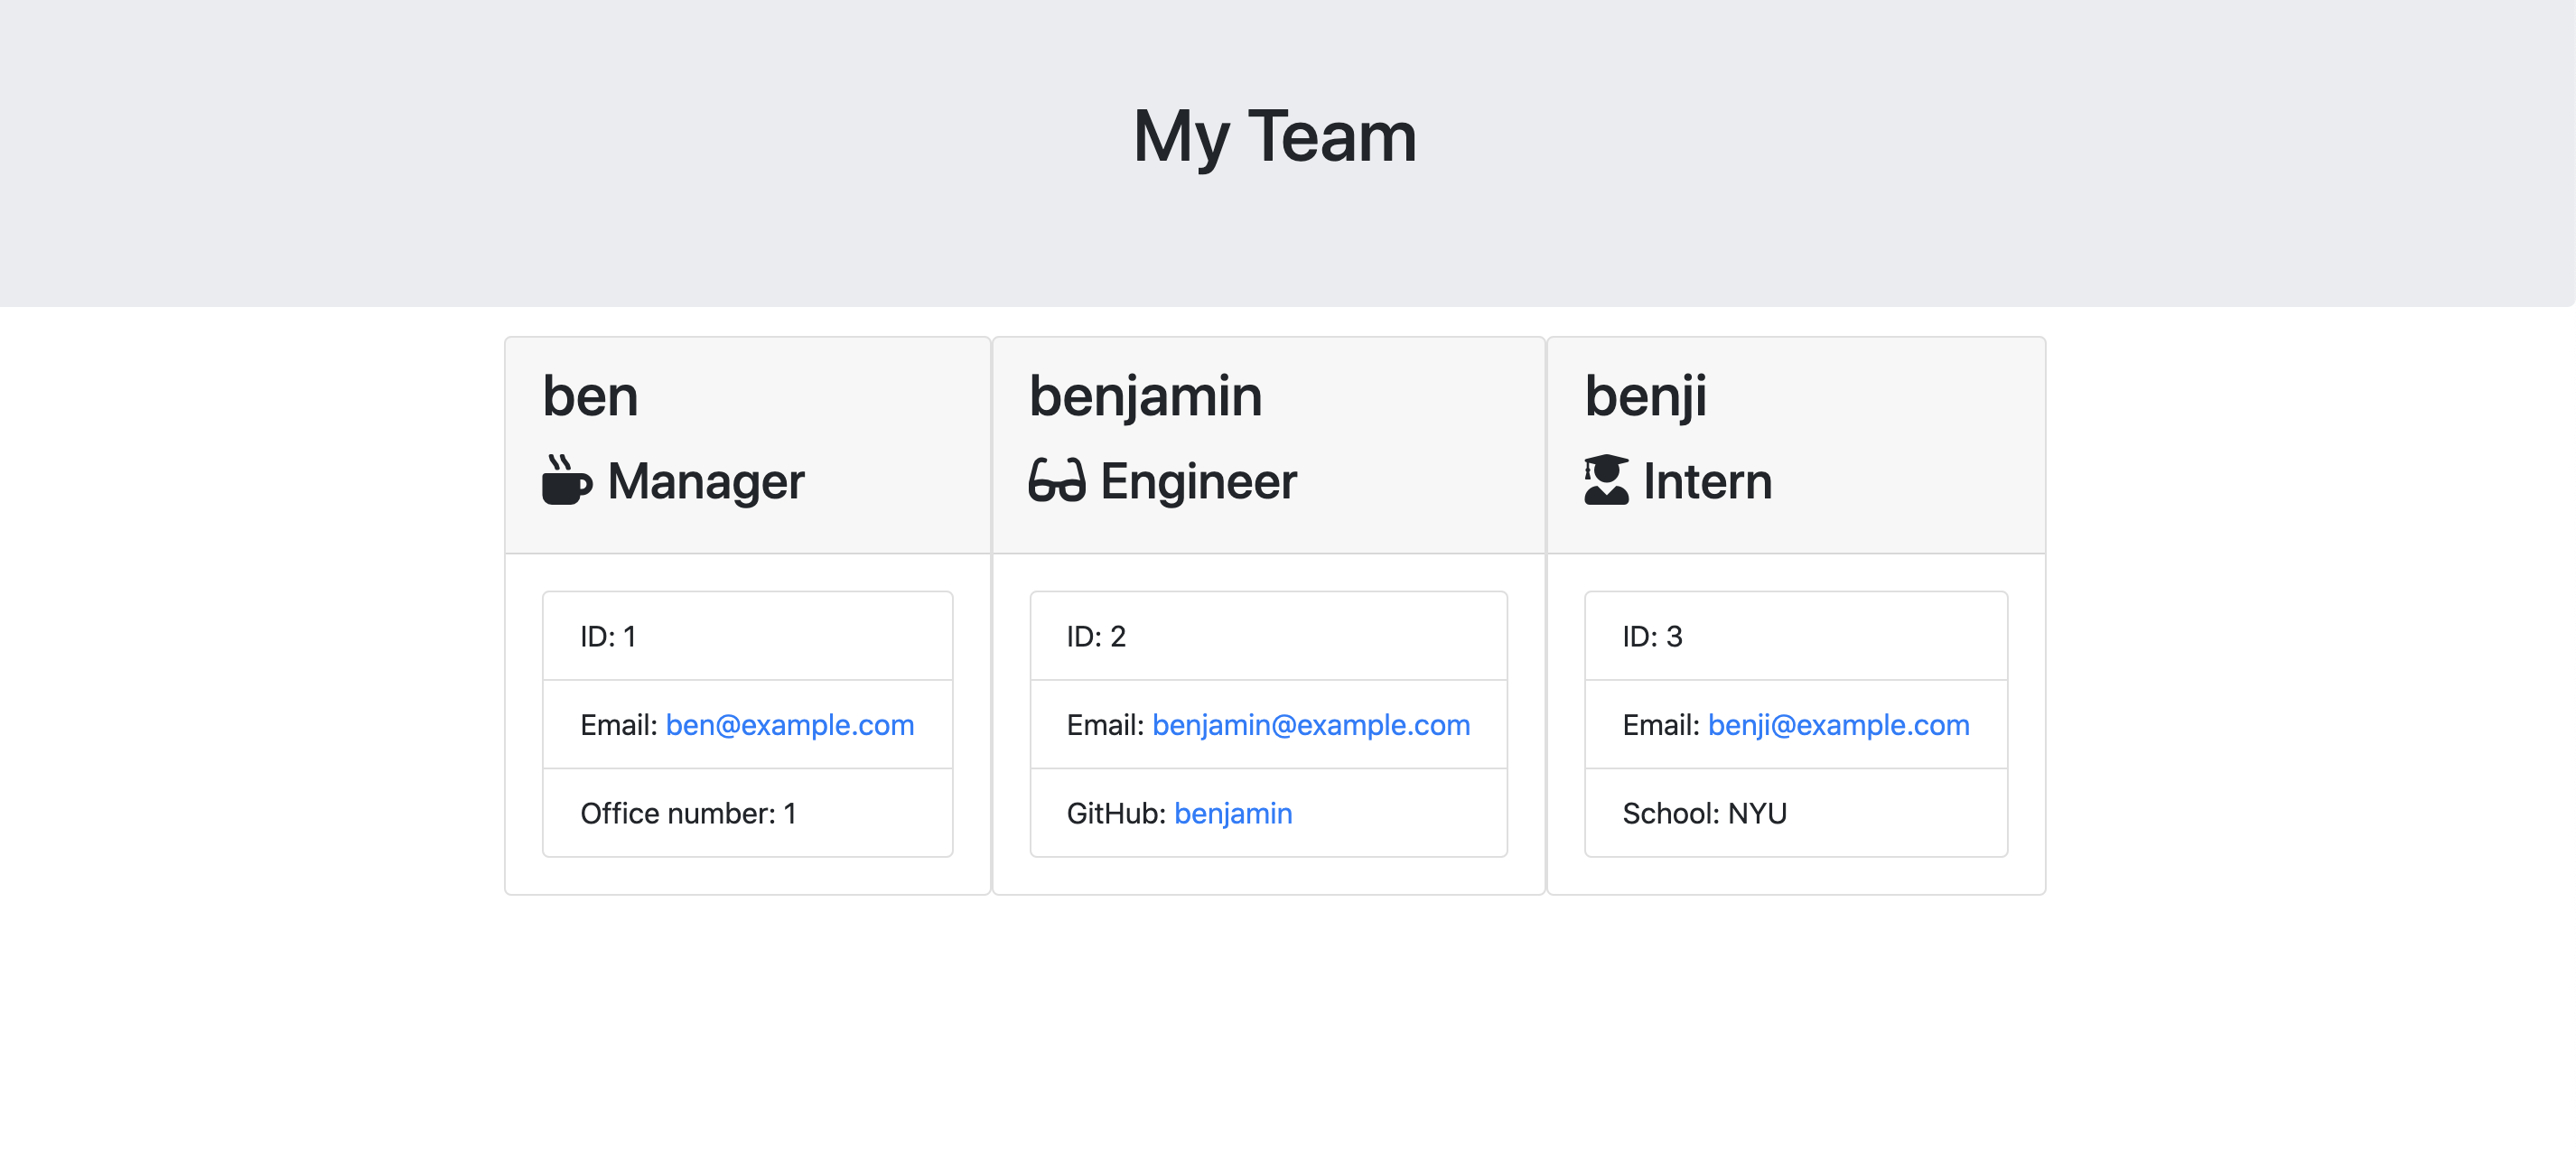 My Team
ben
Manager
ID: 1
Email: ben@example.com
Office number: 1
benjamin
Engineer
ID: 2
Email: benjamin@example.com
GitHub: benjamin
benji
Intern
ID: 3
Email: benji@example.com
School: NYU